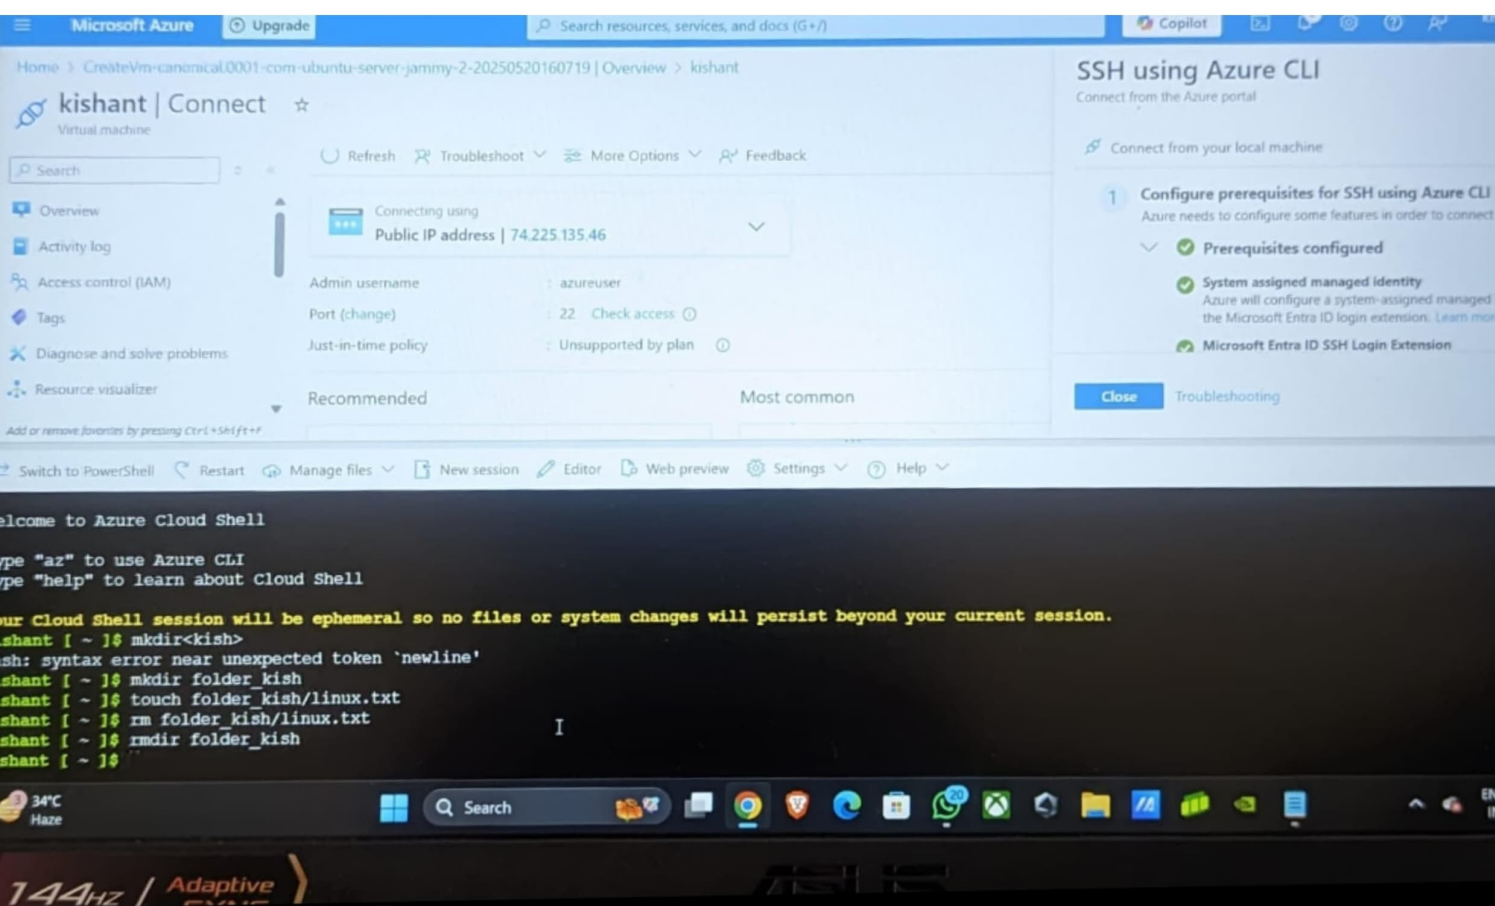 Microsoft Azure
Upgrade
Search resources, services, and docs (G+/)
Copilot
Home > CreateVm-canonical.0001-com-ubuntu-server-jammy-2-20250520160719 | Overview > kishant
kishant | Connect
Virtual machine
Search
Overview
Activity log
Access control (IAM)
Tags
Diagnose and solve problems
Resource visualizer
Add or remove favorites by pressing Ctrl+Shift+F
Refresh
Troubleshoot
More Options
Feedback
Connecting using
Public IP address | 74.225.135.46
Admin username : azureuser
Port (change) : 22 Check access
Just-in-time policy : Unsupported by plan
Recommended
Most common
SSH using Azure CLI
Connect from the Azure portal
Connect from your local machine
1 Configure prerequisites for SSH using Azure CLI
Azure needs to configure some features in order to connect
Prerequisites configured
System assigned managed identity
Azure will configure a system-assigned managed
the Microsoft Entra ID login extension. Learn mor
Microsoft Entra ID SSH Login Extension
Close
Troubleshooting
Switch to PowerShell
Restart
Manage files
New session
Editor
Web preview
Settings
Help
elcome to Azure Cloud Shell
ype "az" to use Azure CLI
ype "help" to learn about Cloud Shell
our Cloud Shell session will be ephemeral so no files or system changes will persist beyond your current session.
shant [ ~ ]$ mkdir<kish>
sh: syntax error near unexpected token `newline'
shant [ ~ ]$ mkdir folder_kish
shant [ ~ ]$ touch folder_kish/linux.txt
shant [ ~ ]$ rm folder_kish/linux.txt
shant [ ~ ]$ rmdir folder_kish
shant [ ~ ]$
3
34°C
Haze
Search
20
EN
144HZ / Adaptive